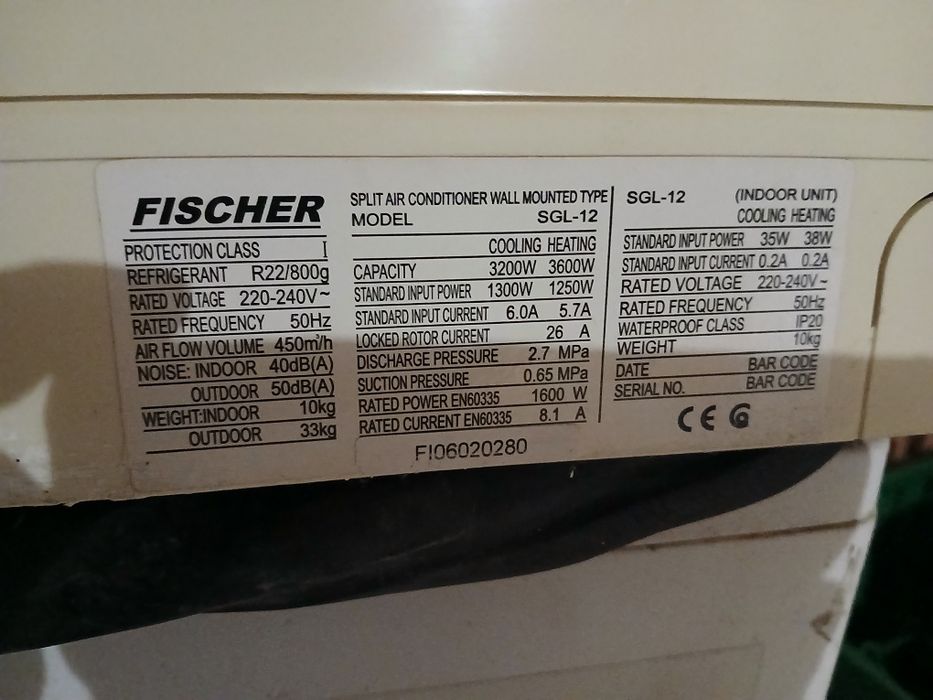 FISCHER
PROTECTION CLASS I
REFRIGERANT R22/800g
RATED VOLTAGE 220-240V~
RATED FREQUENCY 50Hz
AIR FLOW VOLUME 450m³/h
NOISE: INDOOR 40dB(A)
OUTDOOR 50dB(A)
WEIGHT:INDOOR 10kg
OUTDOOR 33kg
SPLIT AIR CONDITIONER WALL MOUNTED TYPE
MODEL SGL-12
COOLING HEATING
CAPACITY 3200W 3600W
STANDARD INPUT POWER 1300W 1250W
STANDARD INPUT CURRENT 6.0A 5.7A
LOCKED ROTOR CURRENT 26 A
DISCHARGE PRESSURE 2.7 MPa
SUCTION PRESSURE 0.65 MPa
RATED POWER EN60335 1600 W
RATED CURRENT EN60335 8.1 A
FI06020280
SGL-12 (INDOOR UNIT)
COOLING HEATING
STANDARD INPUT POWER 35W 38W
STANDARD INPUT CURRENT 0.2A 0.2A
RATED VOLTAGE 220-240V~
RATED FREQUENCY 50Hz
WATERPROOF CLASS IP20
WEIGHT 10kg
DATE BAR CODE
SERIAL NO. BAR CODE
CE